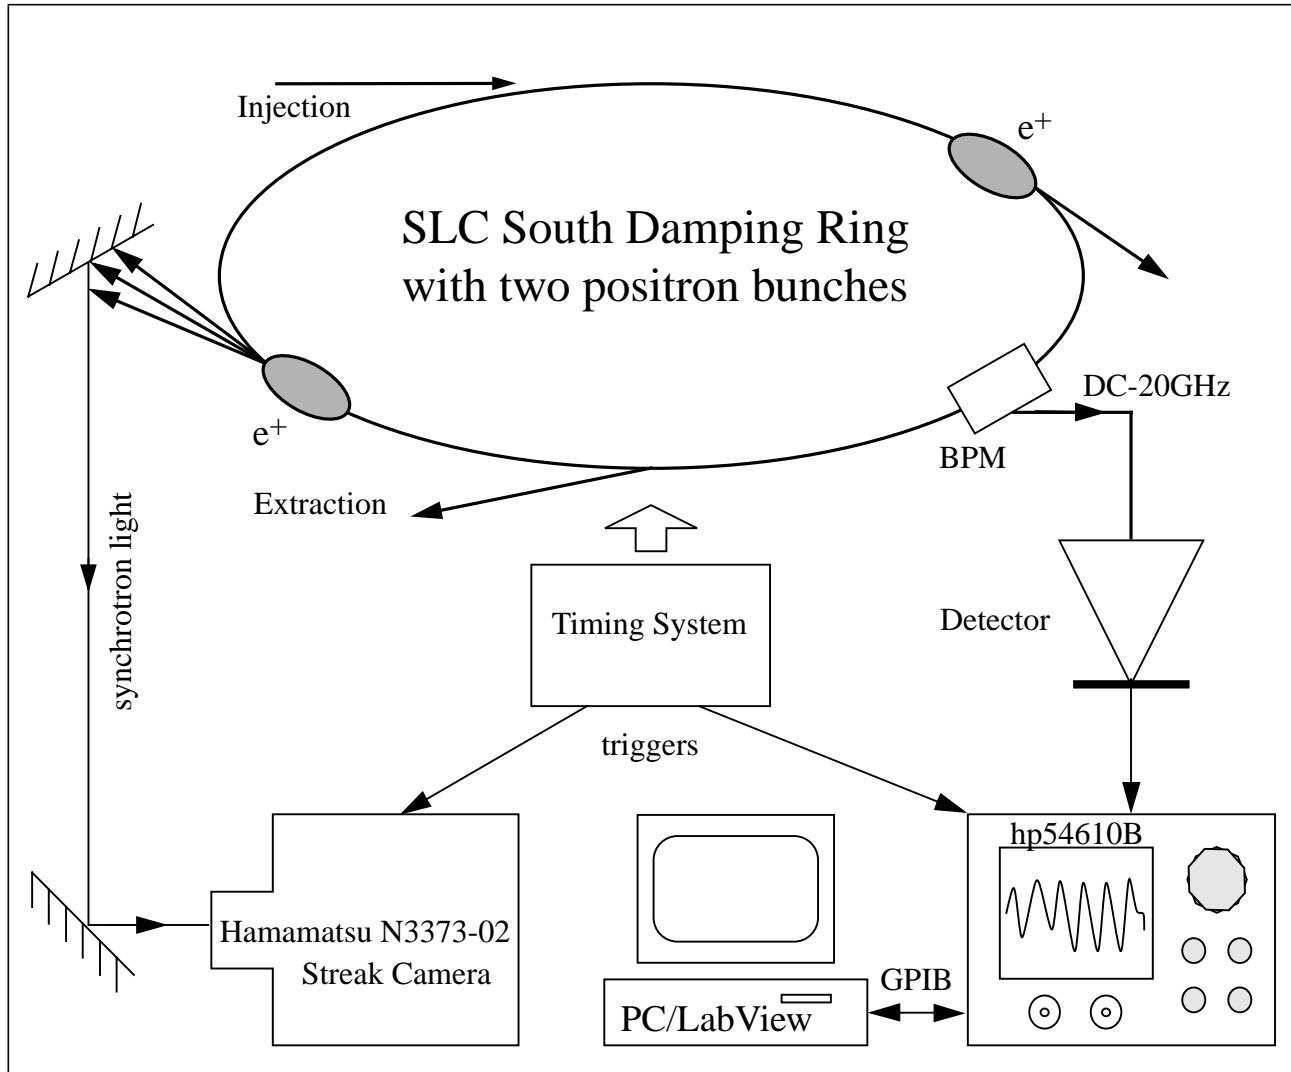 Injection
e+
SLC South Damping Ring
with two positron bunches
DC-20GHz
e+
BPM
Extraction
synchrotron light
Timing System
Detector
triggers
hp54610B
Hamamatsu N3373-02
Streak Camera
GPIB
PC/LabView